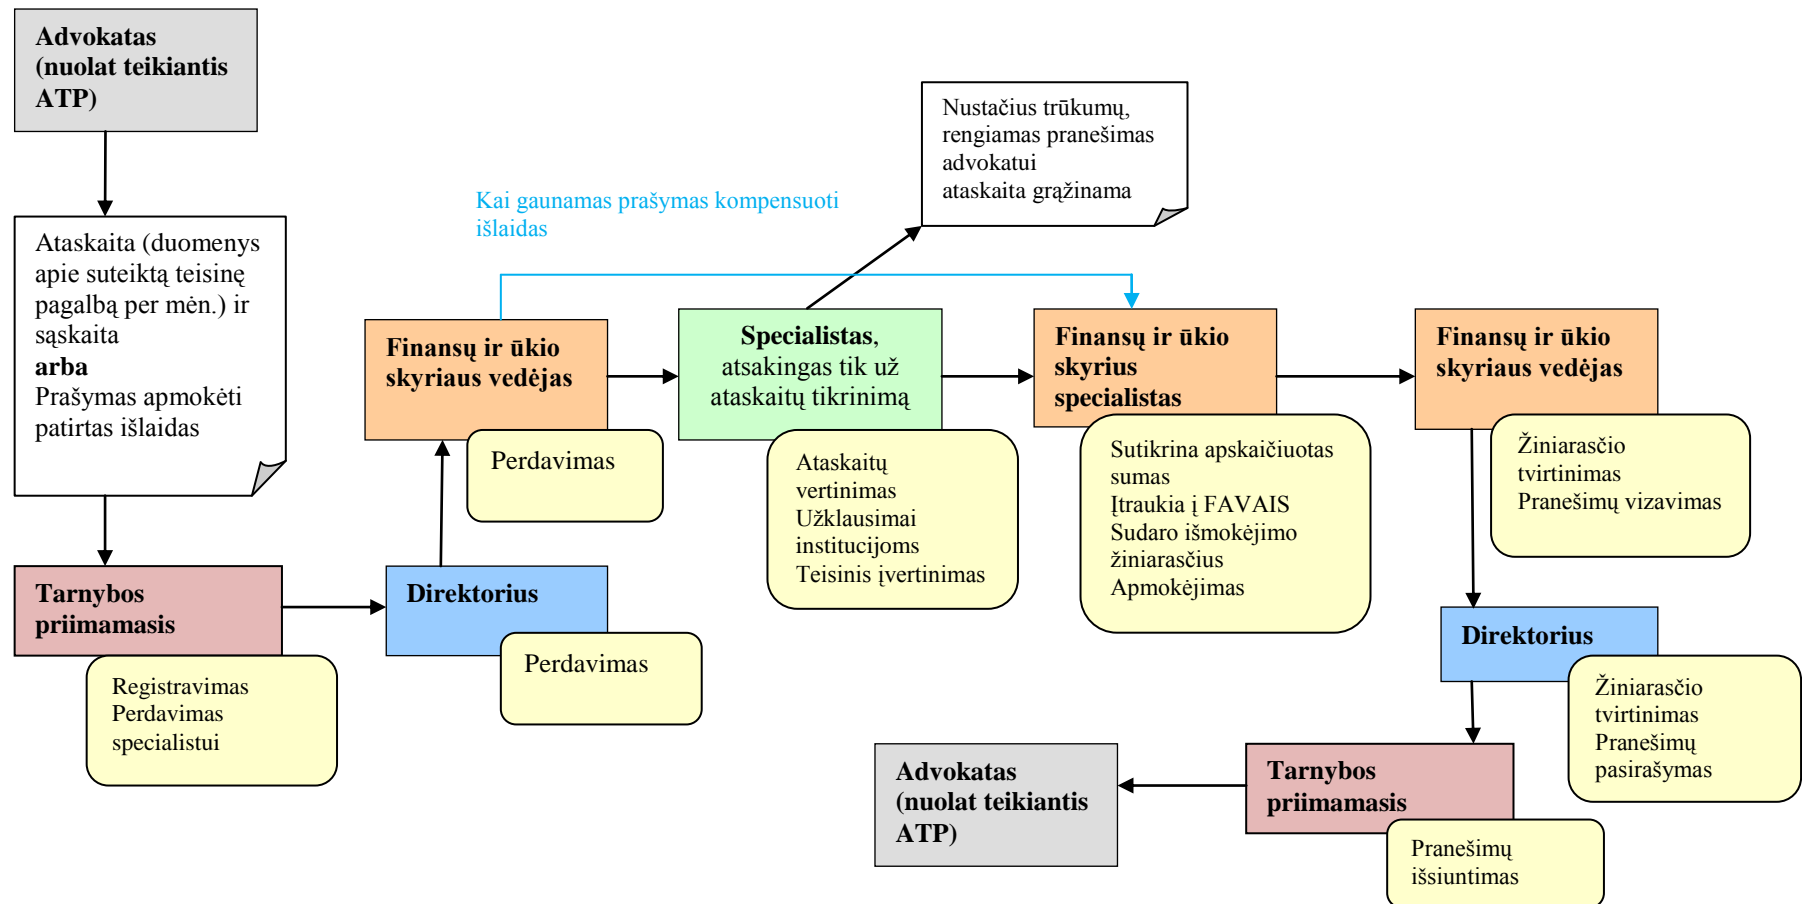 Advokatas
(nuolat teikiantis
ATP)
Ataskaita (duomenys
apie suteiktą teisinę
pagalbą per mėn.) ir
sąskaita
arba
Prašymas apmokėti
patirtas išlaidas
Tarnybos
priimamasis
Registravimas
Perdavimas
specialistui
Direktorius
Perdavimas
Finansų ir ūkio
skyriaus vedėjas
Perdavimas
Kai gaunamas prašymas kompensuoti
išlaidas
Specialistas,
atsakingas tik už
ataskaitų tikrinimą
Ataskaitų
vertinimas
Užklausimai
institucijoms
Teisinis įvertinimas
Nustačius trūkumų,
rengiamas pranešimas
advokatui
ataskaita grąžinama
Finansų ir ūkio
skyrius
specialistas
Sutikrina apskaičiuotas
sumas
Įtraukia į FAVAIS
Sudaro išmokėjimo
žiniarasčius
Apmokėjimas
Finansų ir ūkio
skyriaus vedėjas
Žiniarasčio
tvirtinimas
Pranešimų vizavimas
Direktorius
Žiniarasčio
tvirtinimas
Pranešimų
pasirašymas
Tarnybos
priimamasis
Pranešimų
išsiuntimas
Advokatas
(nuolat teikiantis
ATP)